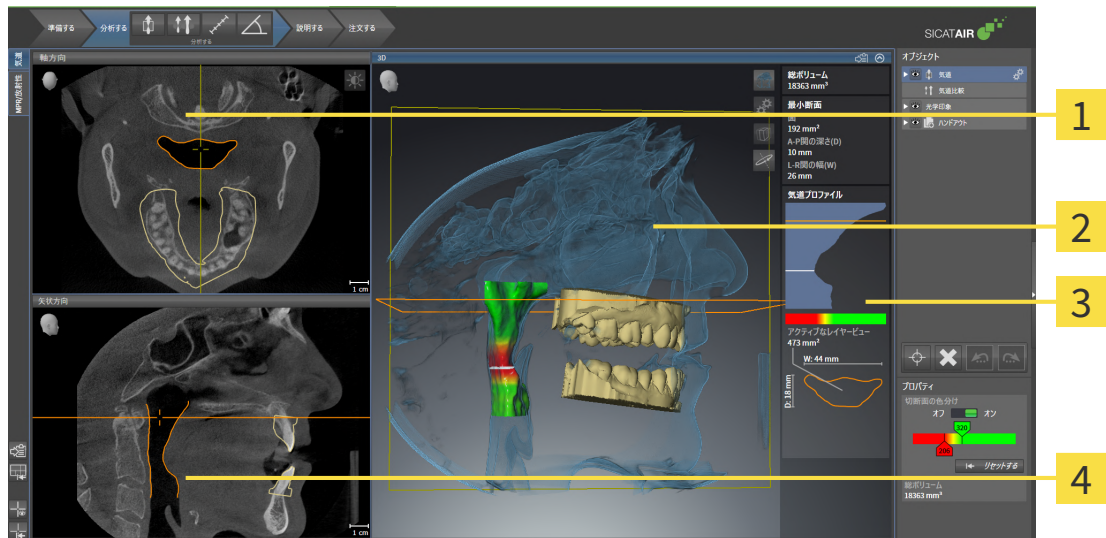 準備する
分析する
分析する
説明する
注文する
SICATAIR
気道
MPR/放射性
軸方向
1 cm
矢状方向
1 cm
3D
総ボリューム
18363 mm³
最小断面
面
192 mm²
A-P関の深さ(D)
10 mm
L-R関の幅(W)
26 mm
気道プロファイル
アクティブなレイヤービュー
473 mm²
W: 44 mm
D: 18 mm
オブジェクト
気道
気道比較
光学印象
ハンドアウト
プロパティ
切断面の色分け
オフ
オン
320
205
リセットする
総ボリューム
18363 mm³
1
2
3
4